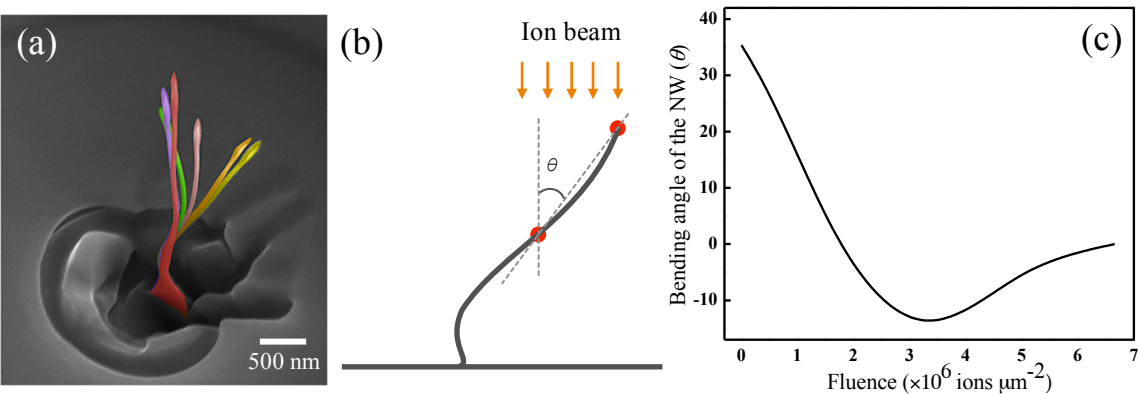 (a)
500 nm
(b)
Ion beam
θ
(c)
Bending angle of the NW (θ)
40
30
20
10
0
-10
0 1 2 3 4 5 6 7
Fluence (×10⁶ ions μm⁻²)